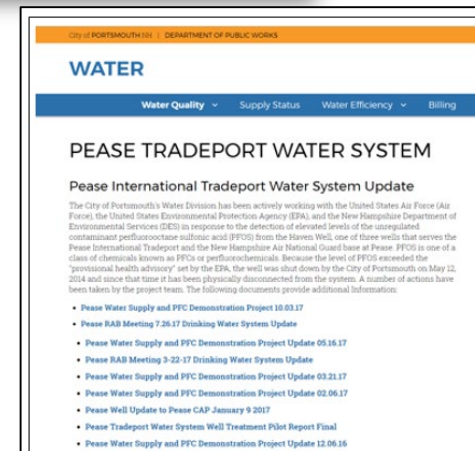 City of PORTSMOUTH NH | DEPARTMENT OF PUBLIC WORKS
WATER
Water Quality Supply Status Water Efficiency Billing
PEASE TRADEPORT WATER SYSTEM
Pease International Tradeport Water System Update
The City of Portsmouth's Water Division has been actively working with the United States Air Force (Air
Force), the United States Environmental Protection Agency (EPA), and the New Hampshire Department of
Environmental Services (DES) in response to the detection of elevated levels of the unregulated
contaminant perfluorooctane sulfonic acid (PFOS) from the Haven Well, one of three wells that serves the
Pease International Tradeport and the New Hampshire Air National Guard base at Pease. PFOS is one of a
class of chemicals known as PFCs or perfluorochemicals. Because the level of PFOS exceeded the
"provisional health advisory" set by the EPA, the well was shut down by the City of Portsmouth on May 12,
2014 and since that time it has been physically disconnected from the system. A number of actions have
been taken by the project team. The following documents provide additional Information:
• Pease Water Supply and PFC Demonstration Project 10.03.17
• Pease RAB Meeting 7.26.17 Drinking Water System Update
• Pease Water Supply and PFC Demonstration Project Update 05.16.17
• Pease RAB Meeting 3-22-17 Drinking Water System Update
• Pease Water Supply and PFC Demonstration Project Update 03.21.17
• Pease Water Supply and PFC Demonstration Project Update 02.06.17
• Pease Well Update to Pease CAP January 9 2017
• Pease Tradeport Water System Well Treatment Pilot Report Final
• Pease Water Supply and PFC Demonstration Project Update 12.06.16